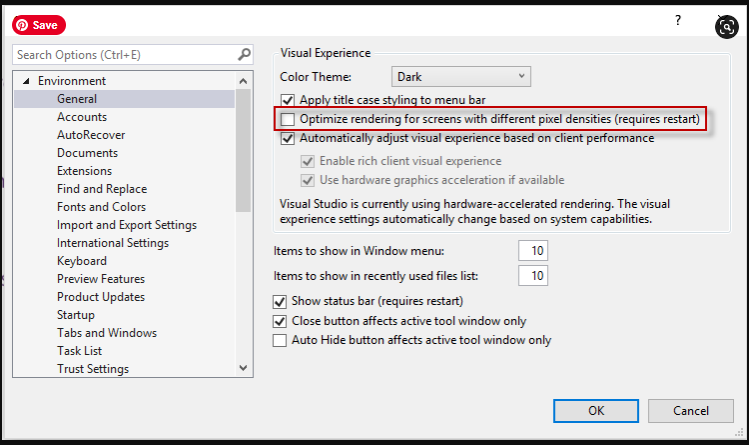 Save
?
Search Options (Ctrl+E)
Environment
General
Accounts
AutoRecover
Documents
Extensions
Find and Replace
Fonts and Colors
Import and Export Settings
International Settings
Keyboard
Preview Features
Product Updates
Startup
Tabs and Windows
Task List
Trust Settings
Visual Experience
Color Theme: Dark
Apply title case styling to menu bar
Optimize rendering for screens with different pixel densities (requires restart)
Automatically adjust visual experience based on client performance
Enable rich client visual experience
Use hardware graphics acceleration if available
Visual Studio is currently using hardware-accelerated rendering. The visual
experience settings automatically change based on system capabilities.
Items to show in Window menu: 10
Items to show in recently used files list: 10
Show status bar (requires restart)
Close button affects active tool window only
Auto Hide button affects active tool window only
OK Cancel